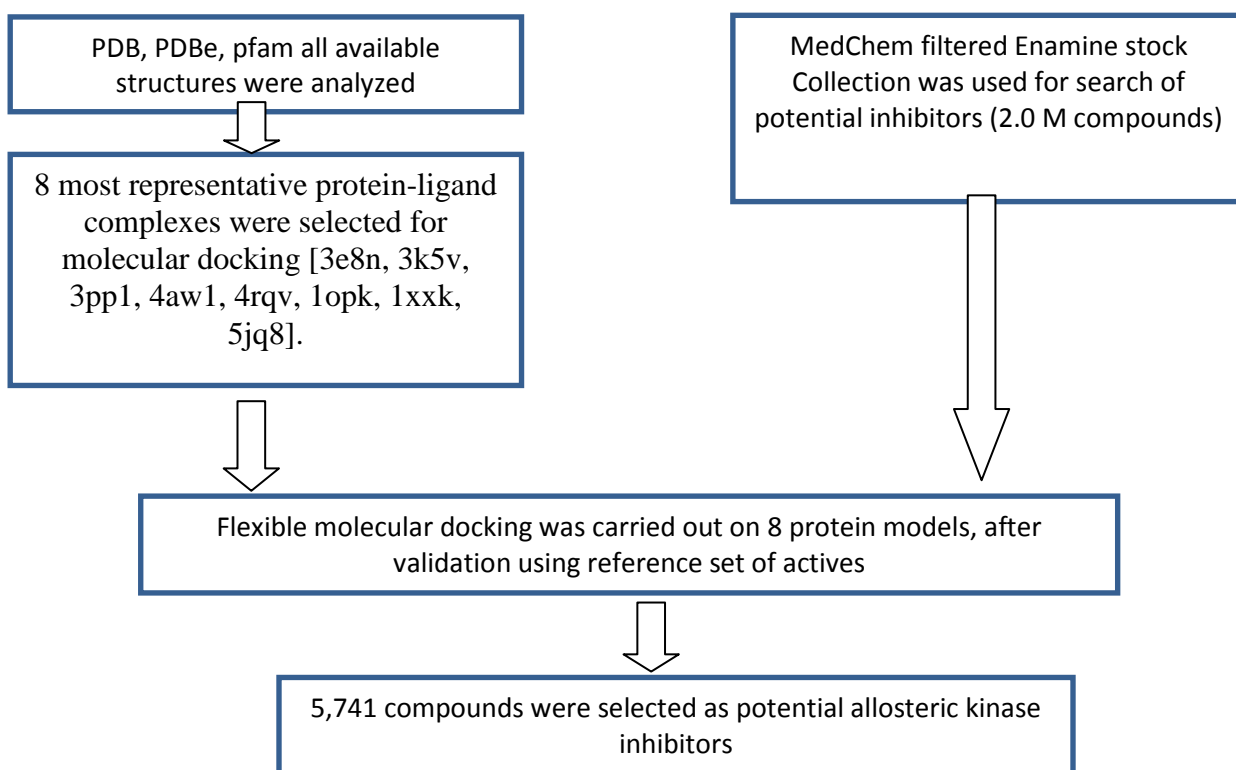 PDB, PDBe, pfam all available
structures were analyzed
8 most representative protein-ligand
complexes were selected for
molecular docking [3e8n, 3k5v,
3pp1, 4aw1, 4rqv, 1opk, 1xxk,
5jq8].
MedChem filtered Enamine stock
Collection was used for search of
potential inhibitors (2.0 M compounds)
Flexible molecular docking was carried out on 8 protein models, after
validation using reference set of actives
5,741 compounds were selected as potential allosteric kinase
inhibitors